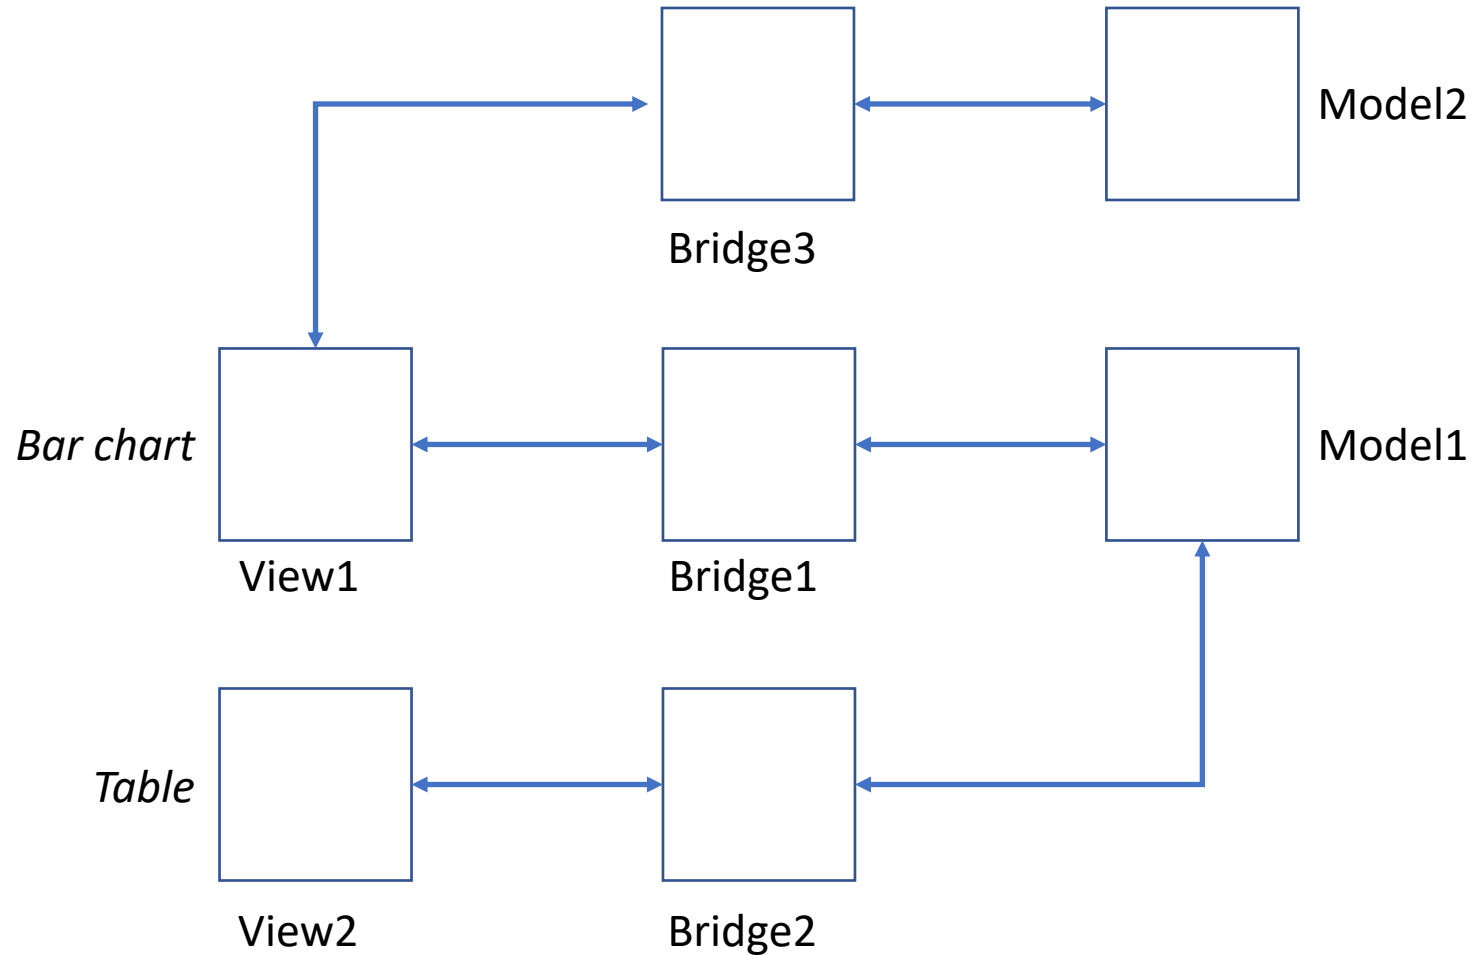 Model2
Bridge3
Bar chart
Model1
View1
Bridge1
Table
View2
Bridge2